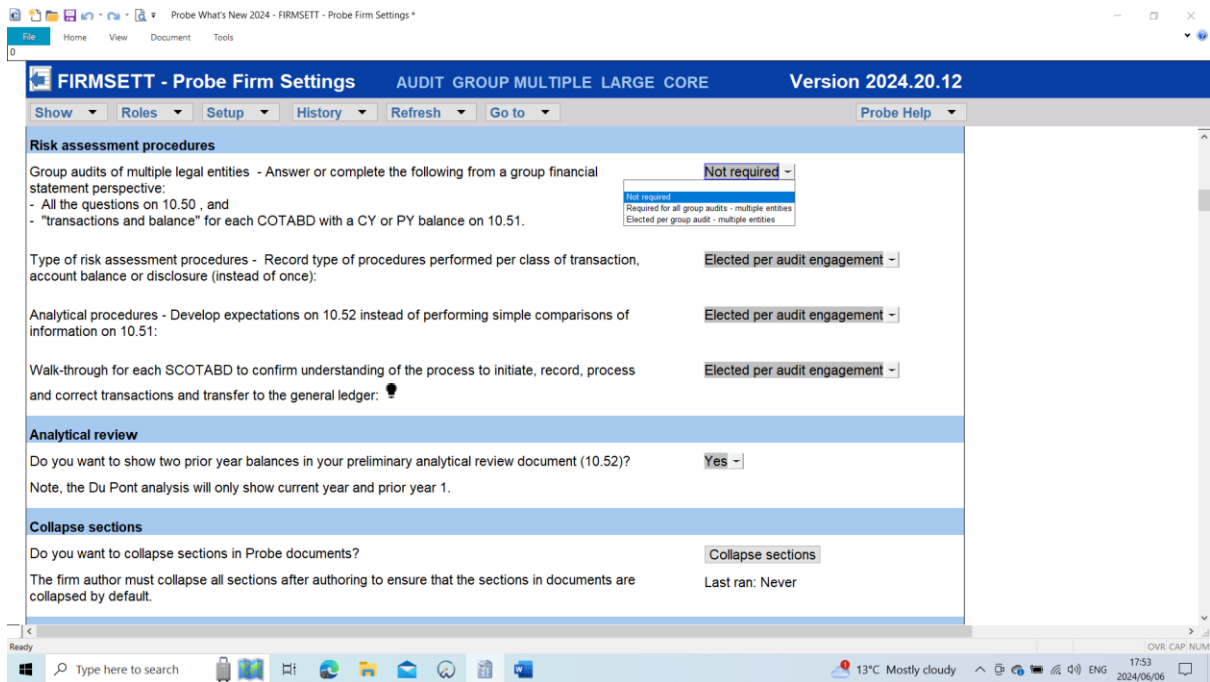 Probe What's New 2024 - FIRMSETT - Probe Firm Settings *
File Home View Document Tools
0
FIRMSETT - Probe Firm Settings AUDIT GROUP MULTIPLE LARGE CORE Version 2024.20.12
Show Roles Setup History Refresh Go to Probe Help
Risk assessment procedures
Group audits of multiple legal entities - Answer or complete the following from a group financial Not required
statement perspective:
- All the questions on 10.50 , and
- "transactions and balance" for each COTABD with a CY or PY balance on 10.51.
Not required
Required for all group audits - multiple entities
Elected per group audit - multiple entities
Type of risk assessment procedures - Record type of procedures performed per class of transaction, Elected per audit engagement
account balance or disclosure (instead of once):
Analytical procedures - Develop expectations on 10.52 instead of performing simple comparisons of Elected per audit engagement
information on 10.51:
Walk-through for each SCOTABD to confirm understanding of the process to initiate, record, process Elected per audit engagement
and correct transactions and transfer to the general ledger:
Analytical review
Do you want to show two prior year balances in your preliminary analytical review document (10.52)? Yes
Note, the Du Pont analysis will only show current year and prior year 1.
Collapse sections
Do you want to collapse sections in Probe documents? Collapse sections
The firm author must collapse all sections after authoring to ensure that the sections in documents are Last ran: Never
collapsed by default.
Ready OVR CAP NUM
Type here to search 13°C Mostly cloudy ENG 17:53
2024/06/06